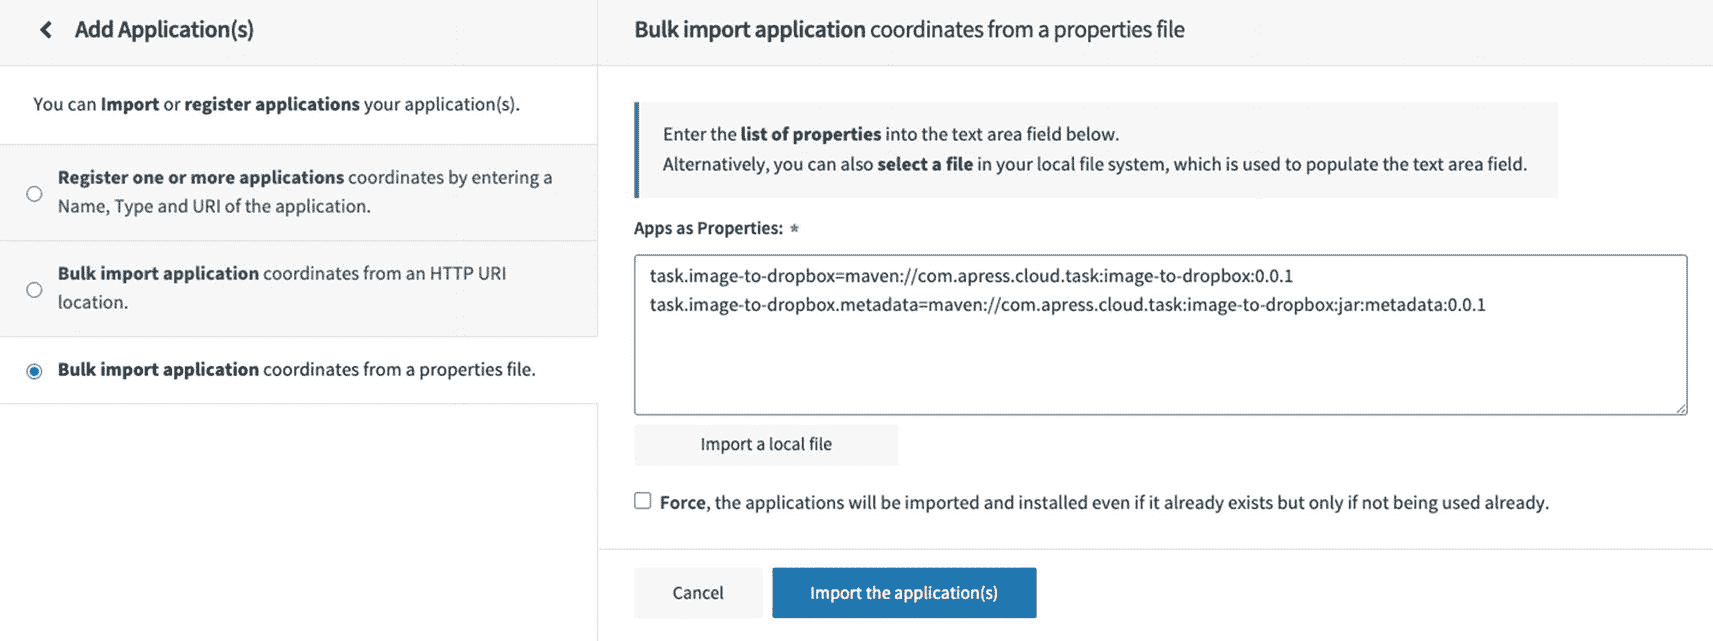 Add Application(s)
You can Import or register applications your application(s).
Register one or more applications coordinates by entering a
Name, Type and URI of the application.
Bulk import application coordinates from an HTTP URI
location.
Bulk import application coordinates from a properties file.
Bulk import application coordinates from a properties file
Enter the list of properties into the text area field below.
Alternatively, you can also select a file in your local file system, which is used to populate the text area field.
Apps as Properties: *
task.image-to-dropbox=maven://com.apress.cloud.task:image-to-dropbox:0.0.1
task.image-to-dropbox.metadata=maven://com.apress.cloud.task:image-to-dropbox:jar:metadata:0.0.1
Import a local file
Force, the applications will be imported and installed even if it already exists but only if not being used already.
Cancel
Import the application(s)